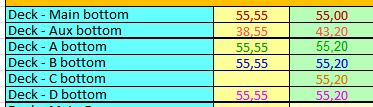 Deck - Main bottom 55,55 55,00
Deck - Aux bottom 38,55 43,20
Deck - A bottom 55,55 55,20
Deck - B bottom 55,55 55,20
Deck - C bottom 55,20
Deck - D bottom 55,55 55,20